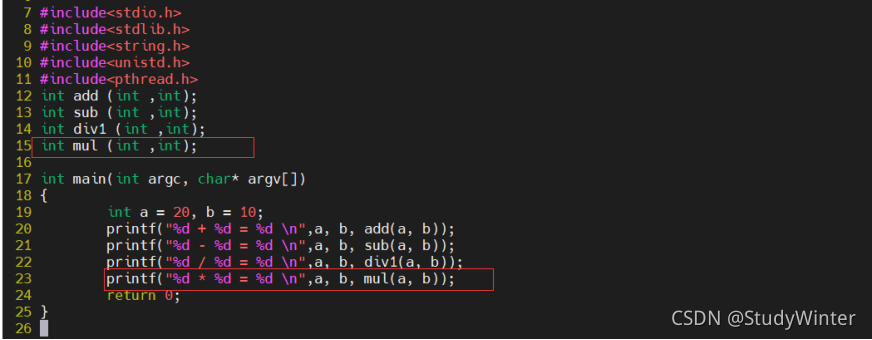 7 #include<stdio.h>
8 #include<stdlib.h>
9 #include<string.h>
10 #include<unistd.h>
11 #include<pthread.h>
12 int add (int ,int);
13 int sub (int ,int);
14 int div1 (int ,int);
15 int mul (int ,int);
16
17 int main(int argc, char* argv[])
18 {
19         int a = 20, b = 10;
20         printf("%d + %d = %d \n",a, b, add(a, b));
21         printf("%d - %d = %d \n",a, b, sub(a, b));
22         printf("%d / %d = %d \n",a, b, div1(a, b));
23         printf("%d * %d = %d \n",a, b, mul(a, b));
24         return 0;
25 }
26
CSDN @StudyWinter